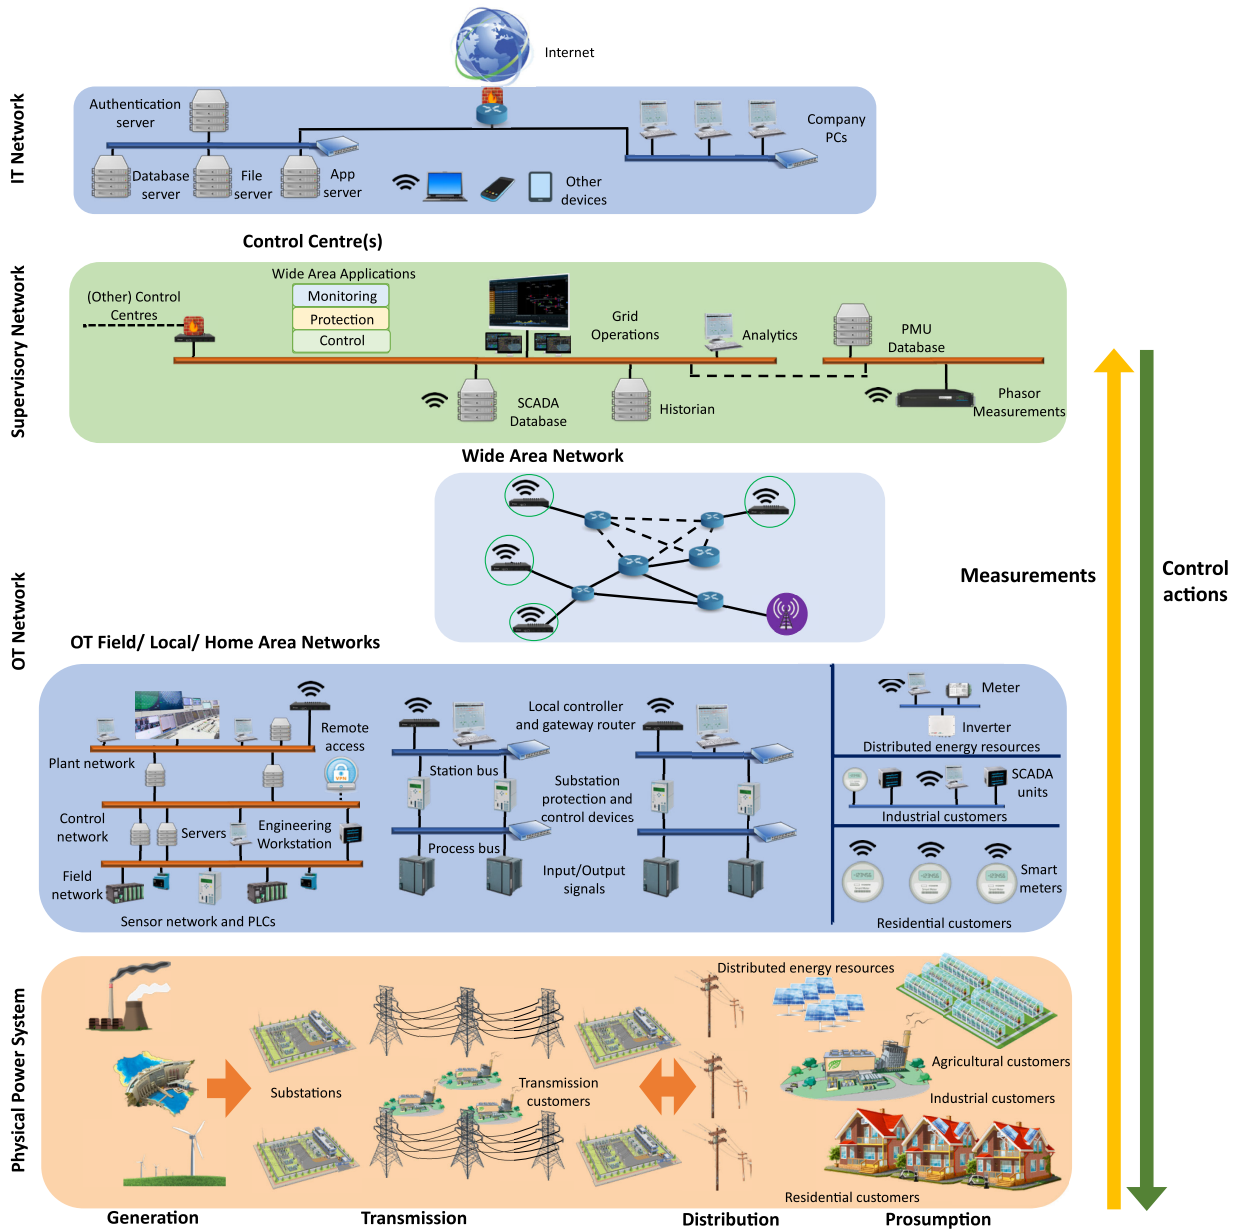 Internet
IT Network
Authentication
server
Company
PCs
Database
server
File
server
App
server
Other
devices
Control Centre(s)
Supervisory Network
Wide Area Applications
Monitoring
Protection
Control
(Other) Control
Centres
Grid
Operations
Analytics
PMU
Database
SCADA
Database
Historian
Phasor
Measurements
Wide Area Network
Measurements
Control
actions
OT Network
OT Field/ Local/ Home Area Networks
Remote
access
VPN
Plant network
Control
network
Servers
Engineering
Workstation
Field
network
Sensor network and PLCs
Local controller
and gateway router
Station bus
Substation
protection and
control devices
Process bus
Input/Output
signals
Meter
Inverter
Distributed energy resources
SCADA
units
Industrial customers
Smart
meters
Residential customers
Physical Power System
Distributed energy resources
Agricultural customers
Substations
Transmission
customers
Industrial customers
Residential customers
Generation
Transmission
Distribution
Prosumption